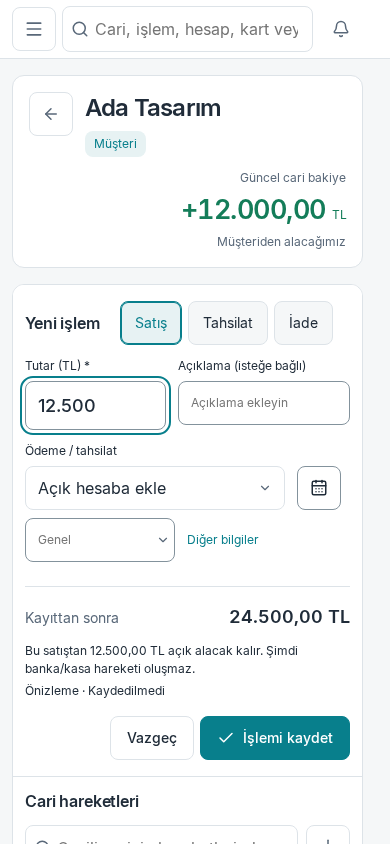 Cari, işlem, hesap, kart vey
Ada Tasarım
Müşteri
Güncel cari bakiye
+12.000,00 TL
Müşteriden alacağımız
Yeni işlem
Satış
Tahsilat
İade
Tutar (TL) *
Açıklama (isteğe bağlı)
12.500
Açıklama ekleyin
Ödeme / tahsilat
Açık hesaba ekle
Genel
Diğer bilgiler
Kayıttan sonra
24.500,00 TL
Bu satıştan 12.500,00 TL açık alacak kalır. Şimdi
banka/kasa hareketi oluşmaz.
Önizleme · Kaydedilmedi
Vazgeç
İşlemi kaydet
Cari hareketleri